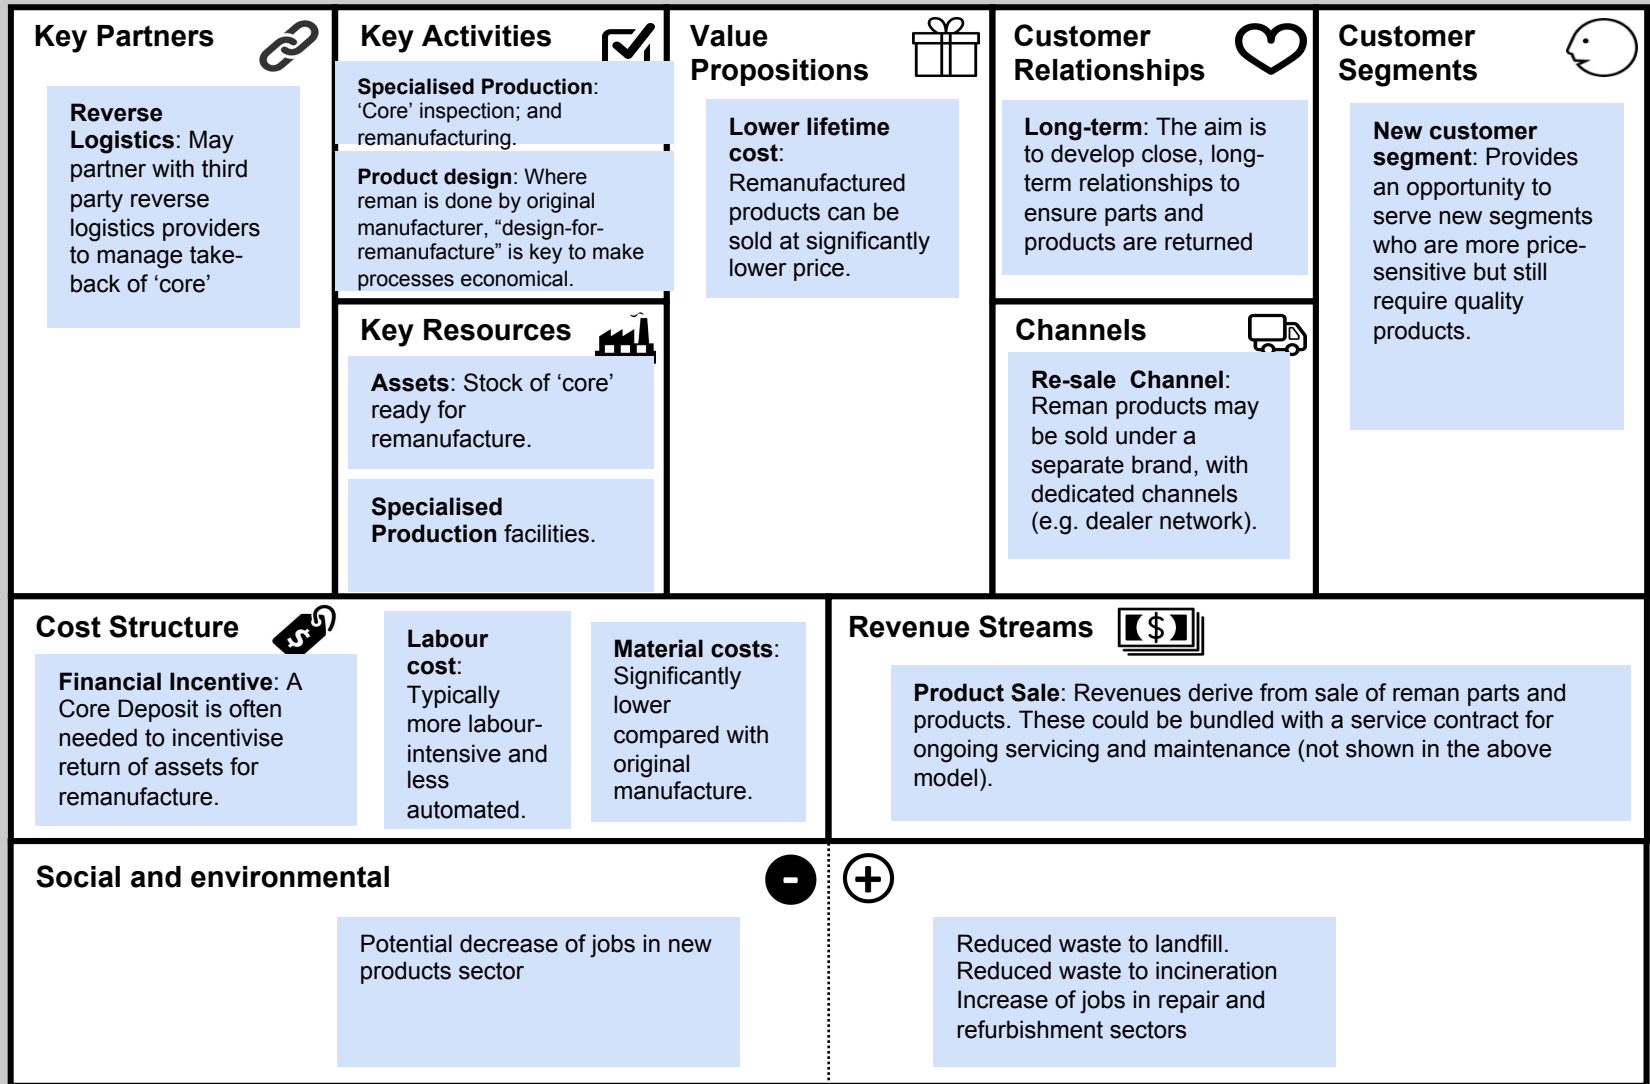 Key Partners
Reverse
Logistics: May
partner with third
party reverse
logistics providers
to manage take-
back of ‘core’
Key Activities
Specialised Production:
‘Core’ inspection; and
remanufacturing.
Product design: Where
reman is done by original
manufacturer, “design-for-
remanufacture” is key to make
processes economical.
Key Resources
Assets: Stock of ‘core’
ready for
remanufacture.
Specialised
Production facilities.
Value
Propositions
Lower lifetime
cost:
Remanufactured
products can be
sold at significantly
lower price.
Customer
Relationships
Long-term: The aim is
to develop close, long-
term relationships to
ensure parts and
products are returned
Channels
Re-sale Channel:
Reman products may
be sold under a
separate brand, with
dedicated channels
(e.g. dealer network).
Customer
Segments
New customer
segment: Provides
an opportunity to
serve new segments
who are more price-
sensitive but still
require quality
products.
Cost Structure
$
Financial Incentive: A
Core Deposit is often
needed to incentivise
return of assets for
remanufacture.
Labour
cost:
Typically
more labour-
intensive and
less
automated.
Material costs:
Significantly
lower
compared with
original
manufacture.
Revenue Streams
$
Product Sale: Revenues derive from sale of reman parts and
products. These could be bundled with a service contract for
ongoing servicing and maintenance (not shown in the above
model).
Social and environmental
-
+
Potential decrease of jobs in new
products sector
Reduced waste to landfill.
Reduced waste to incineration
Increase of jobs in repair and
refurbishment sectors